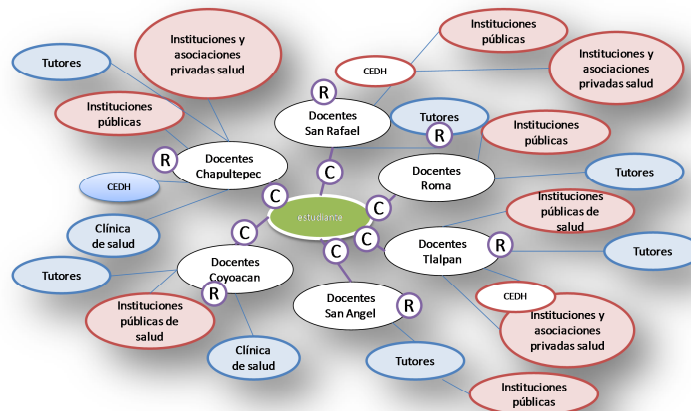 Instituciones y
asociaciones
privadas salud
Tutores
Instituciones
públicas
R
Docentes
Chapultepec
CEDH
Clínica
de salud
C
R
Docentes
San Rafael
C
CEDH
Instituciones
públicas
Instituciones y
asociaciones
privadas salud
Tutores
R
Instituciones
públicas
Docentes
Roma
C
Tutores
estudiante
Instituciones
públicas de
salud
C
Docentes
Tlalpan
R
Tutores
CEDH
Instituciones y
asociaciones
privadas salud
C
Docentes
Coyoacan
R
Tutores
Instituciones
públicas de
salud
Clínica
de salud
C
Docentes
San Angel
R
Tutores
Instituciones
públicas